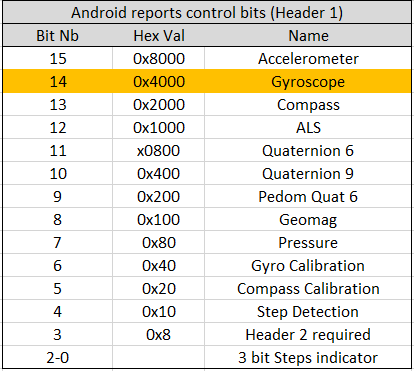 Android reports control bits (Header 1)
Bit Nb Hex Val Name
15 0x8000 Accelerometer
14 0x4000 Gyroscope
13 0x2000 Compass
12 0x1000 ALS
11 x0800 Quaternion 6
10 0x400 Quaternion 9
9 0x200 Pedom Quat 6
8 0x100 Geomag
7 0x80 Pressure
6 0x40 Gyro Calibration
5 0x20 Compass Calibration
4 0x10 Step Detection
3 0x8 Header 2 required
2-0 3 bit Steps indicator